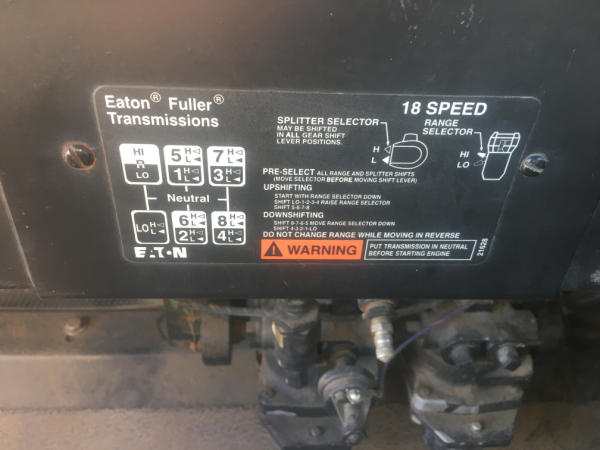 Eaton® Fuller®
Transmissions
18 SPEED
SPLITTER SELECTOR
MAY BE SHIFTED
IN ALL GEAR SHIFT
LEVER POSITIONS.
H
L
RANGE
SELECTOR
HI
LO
HI
R
LO
5 H L
7 H L
1 H L
3 H L
Neutral
LO H L
6 H L
8 H L
2 H L
4 H L
EATON
PRE-SELECT ALL RANGE AND SPLITTER SHIFTS
(MOVE SELECTOR BEFORE MOVING SHIFT LEVER)
UPSHIFTING
START WITH RANGE SELECTOR DOWN
SHIFT LO-1-2-3-4 RAISE RANGE SELECTOR
SHIFT 5-6-7-8
DOWNSHIFTING
SHIFT 8-7-6-5 MOVE RANGE SELECTOR DOWN
SHIFT 4-3-2-1-LO
DO NOT CHANGE RANGE WHILE MOVING IN REVERSE
WARNING
PUT TRANSMISSION IN NEUTRAL
BEFORE STARTING ENGINE
21628